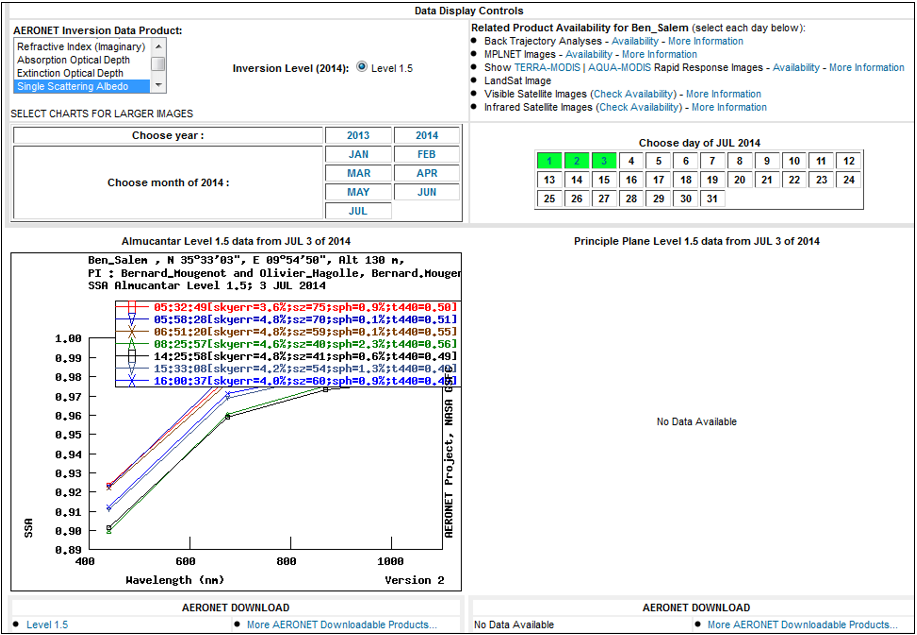 Data Display Controls
AERONET Inversion Data Product:
Refractive Index (Imaginary)
Absorption Optical Depth
Extinction Optical Depth
Single Scattering Albedo
Inversion Level (2014): Level 1.5
SELECT CHARTS FOR LARGER IMAGES
Related Product Availability for Ben_Salem (select each day below):
Back Trajectory Analyses - Availability - More Information
MPLNET Images - Availability - More Information
Show TERRA-MODIS | AQUA-MODIS Rapid Response Images - Availability - More Information
LandSat Image
Visible Satellite Images (Check Availability) - More Information
Infrared Satellite Images (Check Availability) - More Information
Choose year : 2013 2014
Choose month of 2014 :
JAN FEB
MAR APR
MAY JUN
JUL
Choose day of JUL 2014
1 2 3 4 5 6 7 8 9 10 11 12
13 14 15 16 17 18 19 20 21 22 23 24
25 26 27 28 29 30 31
Almucantar Level 1.5 data from JUL 3 of 2014
Ben_Salem , N 35°33'03", E 09°54'50", Alt 130 m,
PI : Bernard_Mougenot and Olivier_Hagolle, Bernard.Mouger
SSA Almucantar Level 1.5; 3 JUL 2014
05:32:49[skyerr=3.6%;sz=75;sph=0.9%;t440=0.50]
05:58:28[skyerr=4.8%;sz=70;sph=0.1%;t440=0.51]
06:51:20[skyerr=4.8%;sz=59;sph=0.1%;t440=0.55]
08:25:57[skyerr=4.6%;sz=40;sph=2.3%;t440=0.56]
14:25:58[skyerr=4.8%;sz=41;sph=0.6%;t440=0.49]
15:33:08[skyerr=4.2%;sz=54;sph=1.3%;
16:00:37[skyerr=4.0%;sz=60;sph=0.9%;
1.00
0.99
0.98
0.97
0.96
0.95
0.94
0.93
0.92
0.91
0.90
0.89
SSA
400 600 800 1000
Wavelength (nm)
Version 2
AERONET Project, NASA
Principle Plane Level 1.5 data from JUL 3 of 2014
No Data Available
AERONET DOWNLOAD
Level 1.5
More AERONET Downloadable Products...
AERONET DOWNLOAD
No Data Available
More AERONET Downloadable Products...